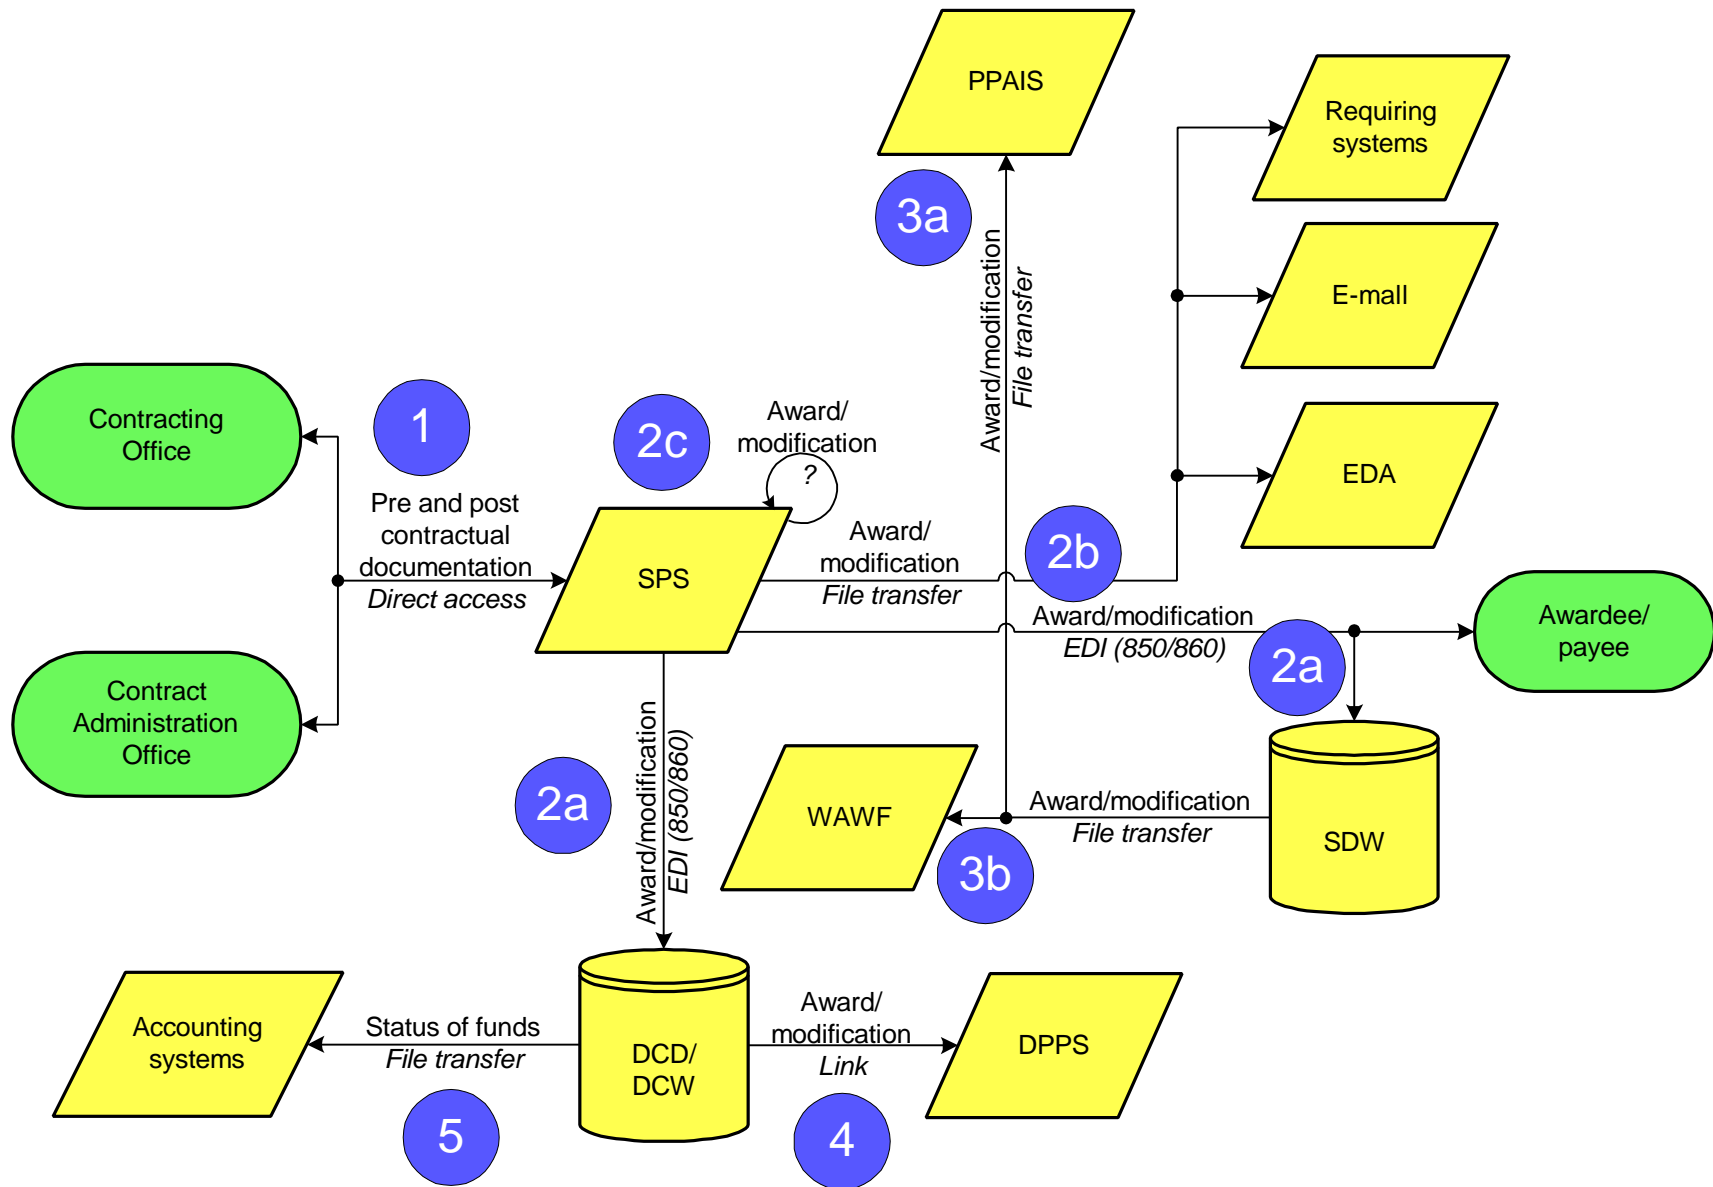 PPAIS
Requiring
systems
3a
Award/modification
File transfer
E-mall
Contracting
Office
1
2c
Award/
modification
?
EDA
Pre and post
contractual
documentation
Direct access
SPS
Award/
modification
File transfer
2b
Award/modification
EDI (850/860)
2a
Awardee/
payee
Contract
Administration
Office
2a
Award/modification
EDI (850/860)
WAWF
Award/modification
File transfer
3b
SDW
Accounting
systems
Status of funds
File transfer
5
DCD/
DCW
Award/
modification
Link
4
DPPS